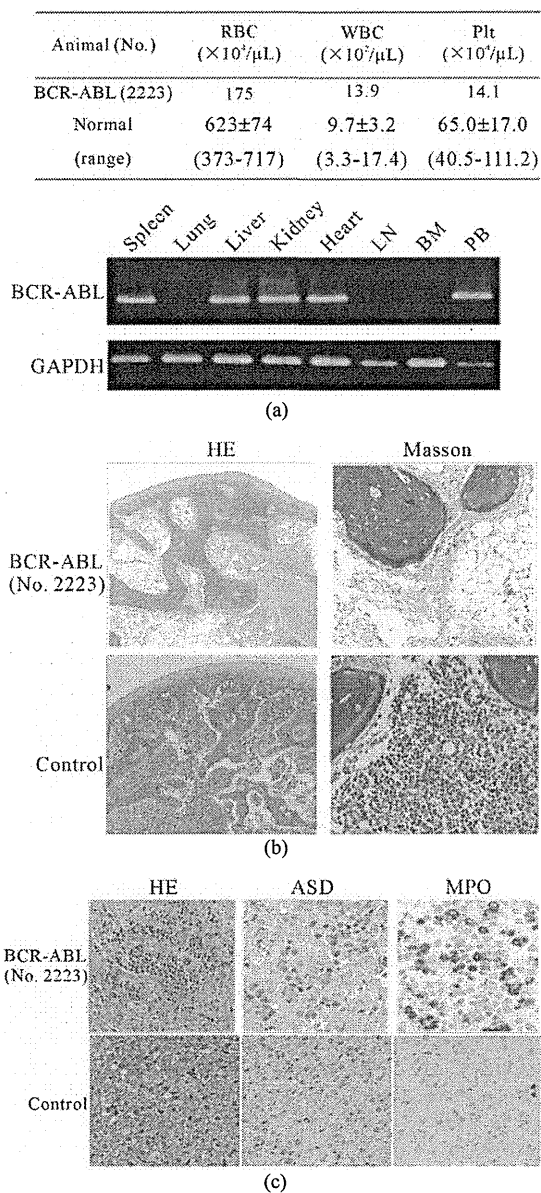 Animal (No.) RBC (×10⁴/μL) WBC (×10²/μL) Plt (×10⁴/μL)
BCR-ABL (2223) 175 13.9 14.1
Normal 623±74 9.7±3.2 65.0±17.0
(range) (373-717) (3.3-17.4) (40.5-111.2)
Spleen Lung Liver Kidney Heart LN BM PB
BCR-ABL
GAPDH
(a)
HE Masson
BCR-ABL
(No. 2223)
Control
(b)
HE ASD MPO
BCR-ABL
(No. 2223)
Control
(c)